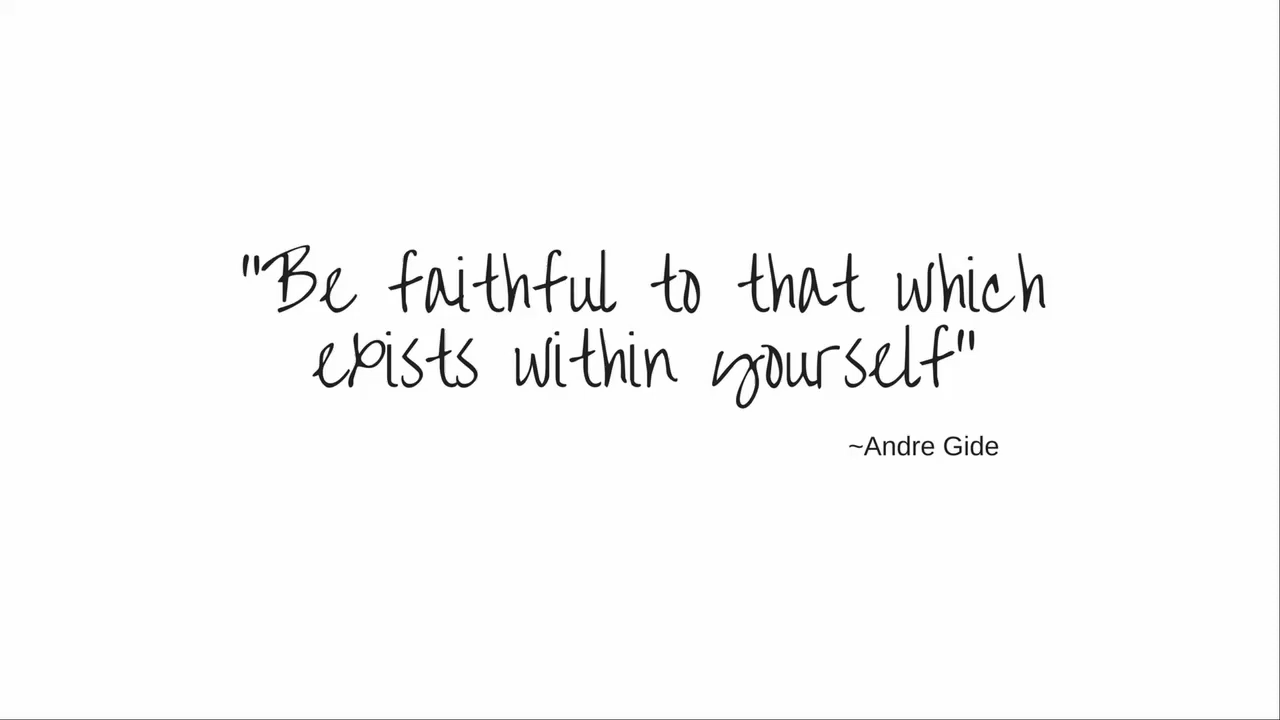 "Be faithful to that which
exists within yourself"
~Andre Gide